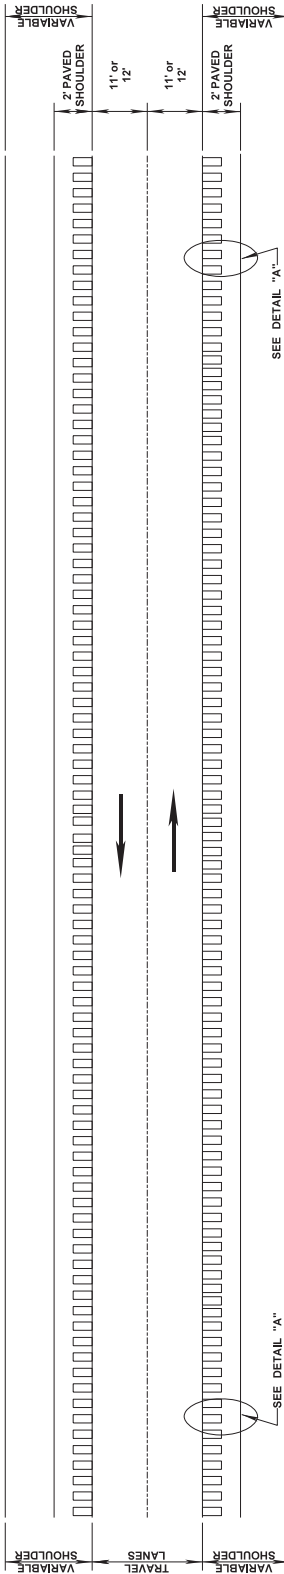 VARIABLE
SHOULDER
2' PAVED
SHOULDER
11' or
12'
11' or
12'
2' PAVED
SHOULDER
VARIABLE
SHOULDER
SEE DETAIL "A"
SEE DETAIL "A"
VARIABLE
SHOULDER
TRAVEL
LANES
VARIABLE
SHOULDER